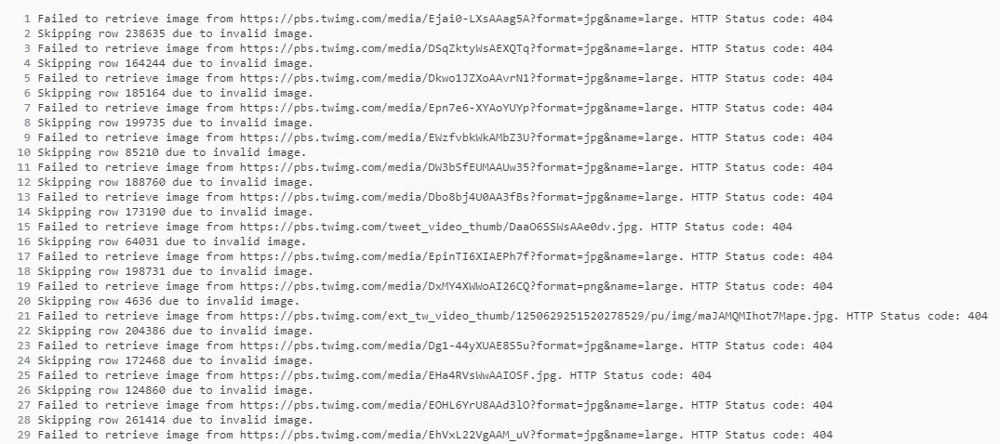 1 Failed to retrieve image from https://pbs.twimg.com/media/Ejai0-LXsAAag5A?format=jpg&name=large. HTTP Status code: 404
2 Skipping row 238635 due to invalid image.
3 Failed to retrieve image from https://pbs.twimg.com/media/DSqZktyWsAEXQTq?format=jpg&name=large. HTTP Status code: 404
4 Skipping row 164244 due to invalid image.
5 Failed to retrieve image from https://pbs.twimg.com/media/Dkwo1JZXoAAvrN1?format=jpg&name=large. HTTP Status code: 404
6 Skipping row 185164 due to invalid image.
7 Failed to retrieve image from https://pbs.twimg.com/media/Epn7e6-XYAoYUYp?format=jpg&name=large. HTTP Status code: 404
8 Skipping row 199735 due to invalid image.
9 Failed to retrieve image from https://pbs.twimg.com/media/EWzfvbkWkAMbZ3U?format=jpg&name=large. HTTP Status code: 404
10 Skipping row 85210 due to invalid image.
11 Failed to retrieve image from https://pbs.twimg.com/media/DW3bSfEUMAAUw35?format=jpg&name=large. HTTP Status code: 404
12 Skipping row 188760 due to invalid image.
13 Failed to retrieve image from https://pbs.twimg.com/media/Dbo8bj4U0AA3fBs?format=jpg&name=large. HTTP Status code: 404
14 Skipping row 173190 due to invalid image.
15 Failed to retrieve image from https://pbs.twimg.com/tweet_video_thumb/DaaO6SSWsAAe0dv.jpg. HTTP Status code: 404
16 Skipping row 64031 due to invalid image.
17 Failed to retrieve image from https://pbs.twimg.com/media/EpinTI6XIAEPh7f?format=jpg&name=large. HTTP Status code: 404
18 Skipping row 198731 due to invalid image.
19 Failed to retrieve image from https://pbs.twimg.com/media/DxMY4XWWoAI26CQ?format=png&name=large. HTTP Status code: 404
20 Skipping row 4636 due to invalid image.
21 Failed to retrieve image from https://pbs.twimg.com/ext_tw_video_thumb/1250629251520278529/pu/img/maJAMQMIhot7Mape.jpg. HTTP Status code: 404
22 Skipping row 204386 due to invalid image.
23 Failed to retrieve image from https://pbs.twimg.com/media/Dg1-44yXUAE8S5u?format=jpg&name=large. HTTP Status code: 404
24 Skipping row 172468 due to invalid image.
25 Failed to retrieve image from https://pbs.twimg.com/media/EHa4RVsWwAAIOSF.jpg. HTTP Status code: 404
26 Skipping row 124860 due to invalid image.
27 Failed to retrieve image from https://pbs.twimg.com/media/EOHL6YrU8AAd3lO?format=jpg&name=large. HTTP Status code: 404
28 Skipping row 261414 due to invalid image.
29 Failed to retrieve image from https://pbs.twimg.com/media/EhVxL22VgAAM_uV?format=jpg&name=large. HTTP Status code: 404